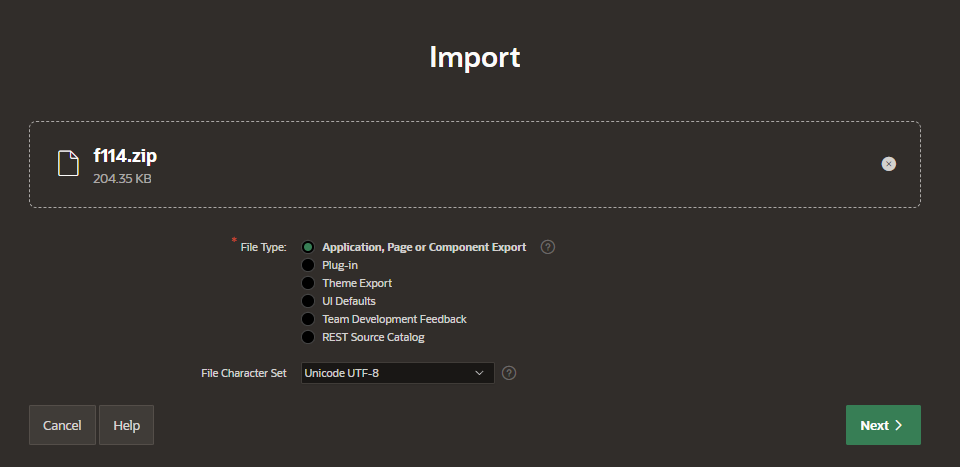 Import
f114.zip
204.35 KB
* File Type:
Application, Page or Component Export ?
Plug-in
Theme Export
UI Defaults
Team Development Feedback
REST Source Catalog
File Character Set
Unicode UTF-8 ?
Cancel
Help
Next